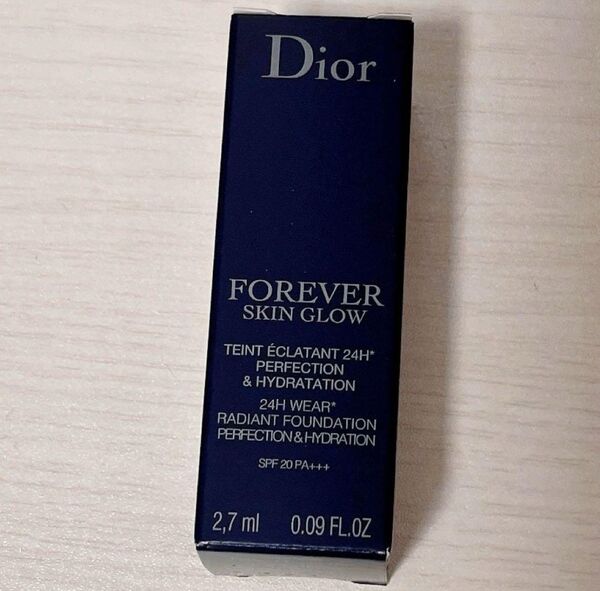 Dior
FOREVER
SKIN GLOW
TEINT ÉCLATANT 24H*
PERFECTION
& HYDRATATION
24H WEAR*
RADIANT FOUNDATION
PERFECTION & HYDRATION
SPF 20 PA+++
2,7 ml 0.09 FL.OZ